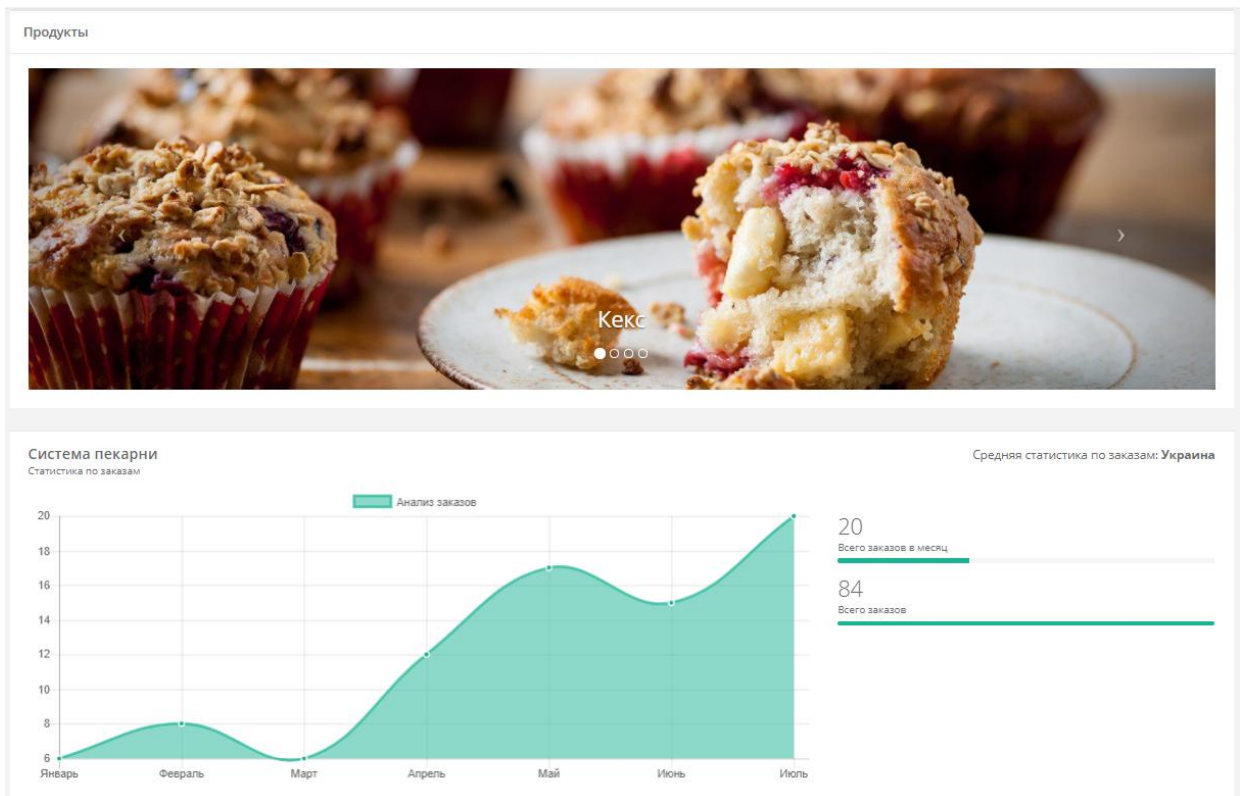 Продукты
Кекс
Система пекарни
Статистика по заказам
Средняя статистика по заказам: Украина
Анализ заказов
20
18
16
14
12
10
8
6
Январь Февраль Март Апрель Май Июнь Июль
20
Всего заказов в месяц
84
Всего заказов